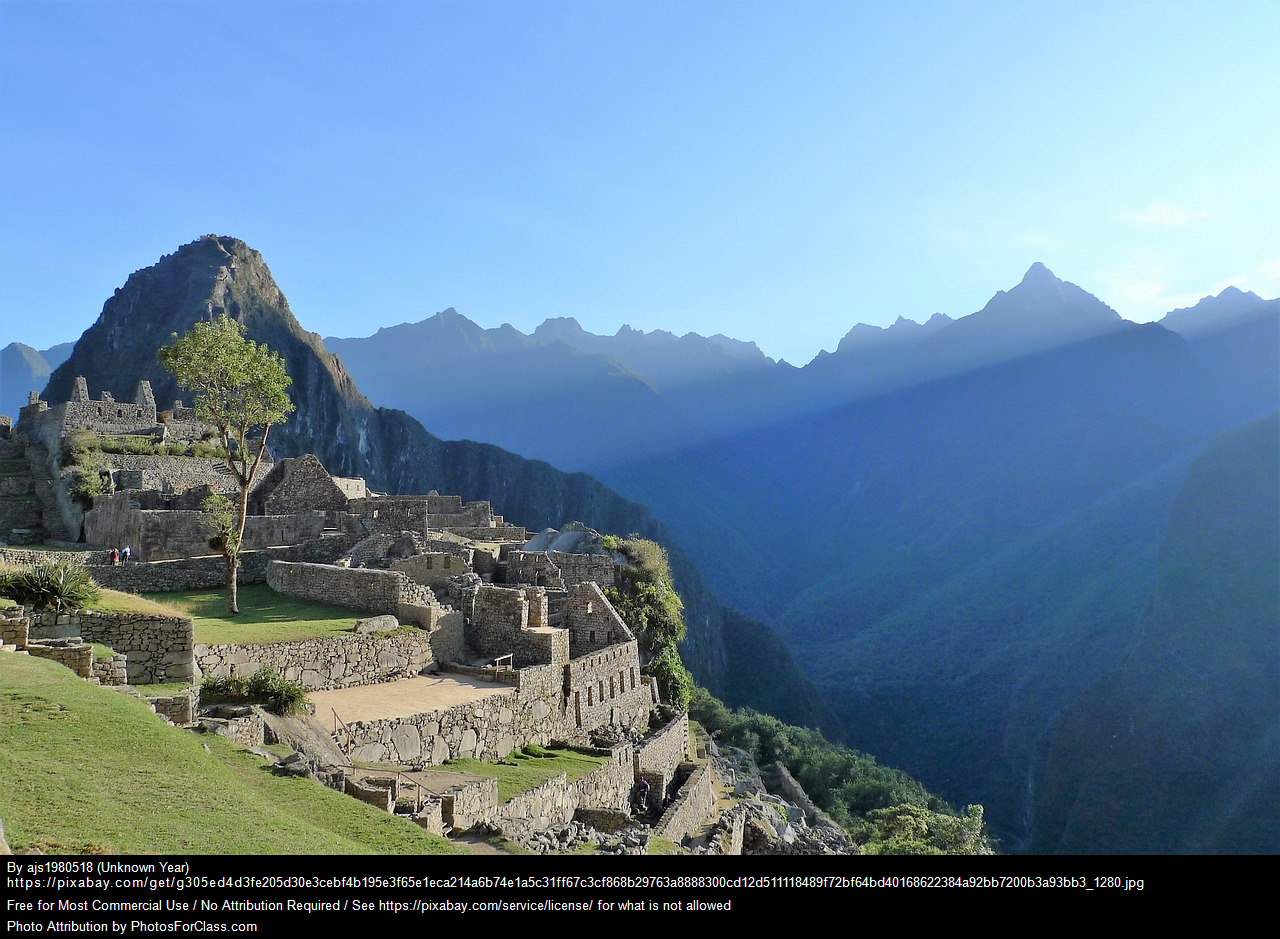 By ajs1980518 (Unknown Year)
https://pixabay.com/get/g305ed4d3fe205d30e3cebf4b195e3f65e1eca214a6b74e1a5c31ff67c3cf868b29763a8888300cd12d511118489f72bf64bd40168622384a92bb7200b3a93bb3_1280.jpg
Free for Most Commercial Use / No Attribution Required / See https://pixabay.com/service/license/ for what is not allowed
Photo Attribution by PhotosForClass.com